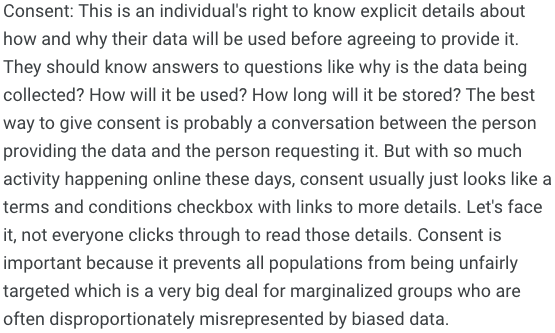 Consent: This is an individual's right to know explicit details about
how and why their data will be used before agreeing to provide it.
They should know answers to questions like why is the data being
collected? How will it be used? How long will it be stored? The best
way to give consent is probably a conversation between the person
providing the data and the person requesting it. But with so much
activity happening online these days, consent usually just looks like a
terms and conditions checkbox with links to more details. Let's face
it, not everyone clicks through to read those details. Consent is
important because it prevents all populations from being unfairly
targeted which is a very big deal for marginalized groups who are
often disproportionately misrepresented by biased data.